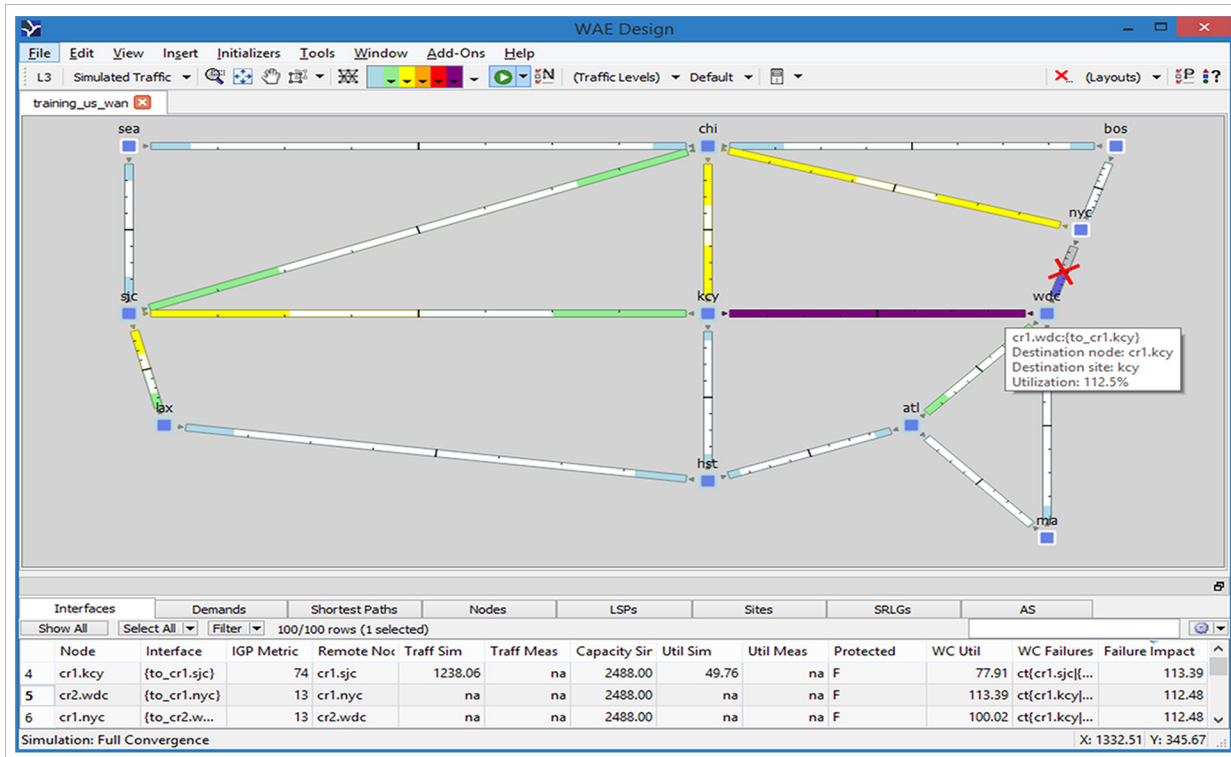 WAE Design
File Edit View Insert Initializers Tools Window Add-Ons Help
L3 Simulated Traffic (Traffic Levels) Default (Layouts)
training_us_wan
sea chi bos
nyc
sjc kcy wdc
cr1.wdc:{to_cr1.kcy}
Destination node: cr1.kcy
Destination site: kcy
Utilization: 112.5%
lax atl
hst
Interfaces Demands Shortest Paths Nodes LSPs Sites SRLGs AS
Show All Select All Filter 100/100 rows (1 selected)
Node Interface IGP Metric Remote Noc Traff Sim Traff Meas Capacity Sir Util Sim Util Meas Protected WC Util WC Failures Failure Impact
4 cr1.kcy {to_cr1.sjc} 74 cr1.sjc 1238.06 na 2488.00 49.76 na F 77.91 ct{cr1.sjc|{... 113.39
5 cr2.wdc {to_cr1.nyc} 13 cr1.nyc na na 2488.00 na na F 113.39 ct{cr1.kcy|... 112.48
6 cr1.nyc {to_cr2.w... 13 cr2.wdc na na 2488.00 na na F 100.02 ct{cr1.kcy|... 112.48
Simulation: Full Convergence X: 1332.51 Y: 345.67